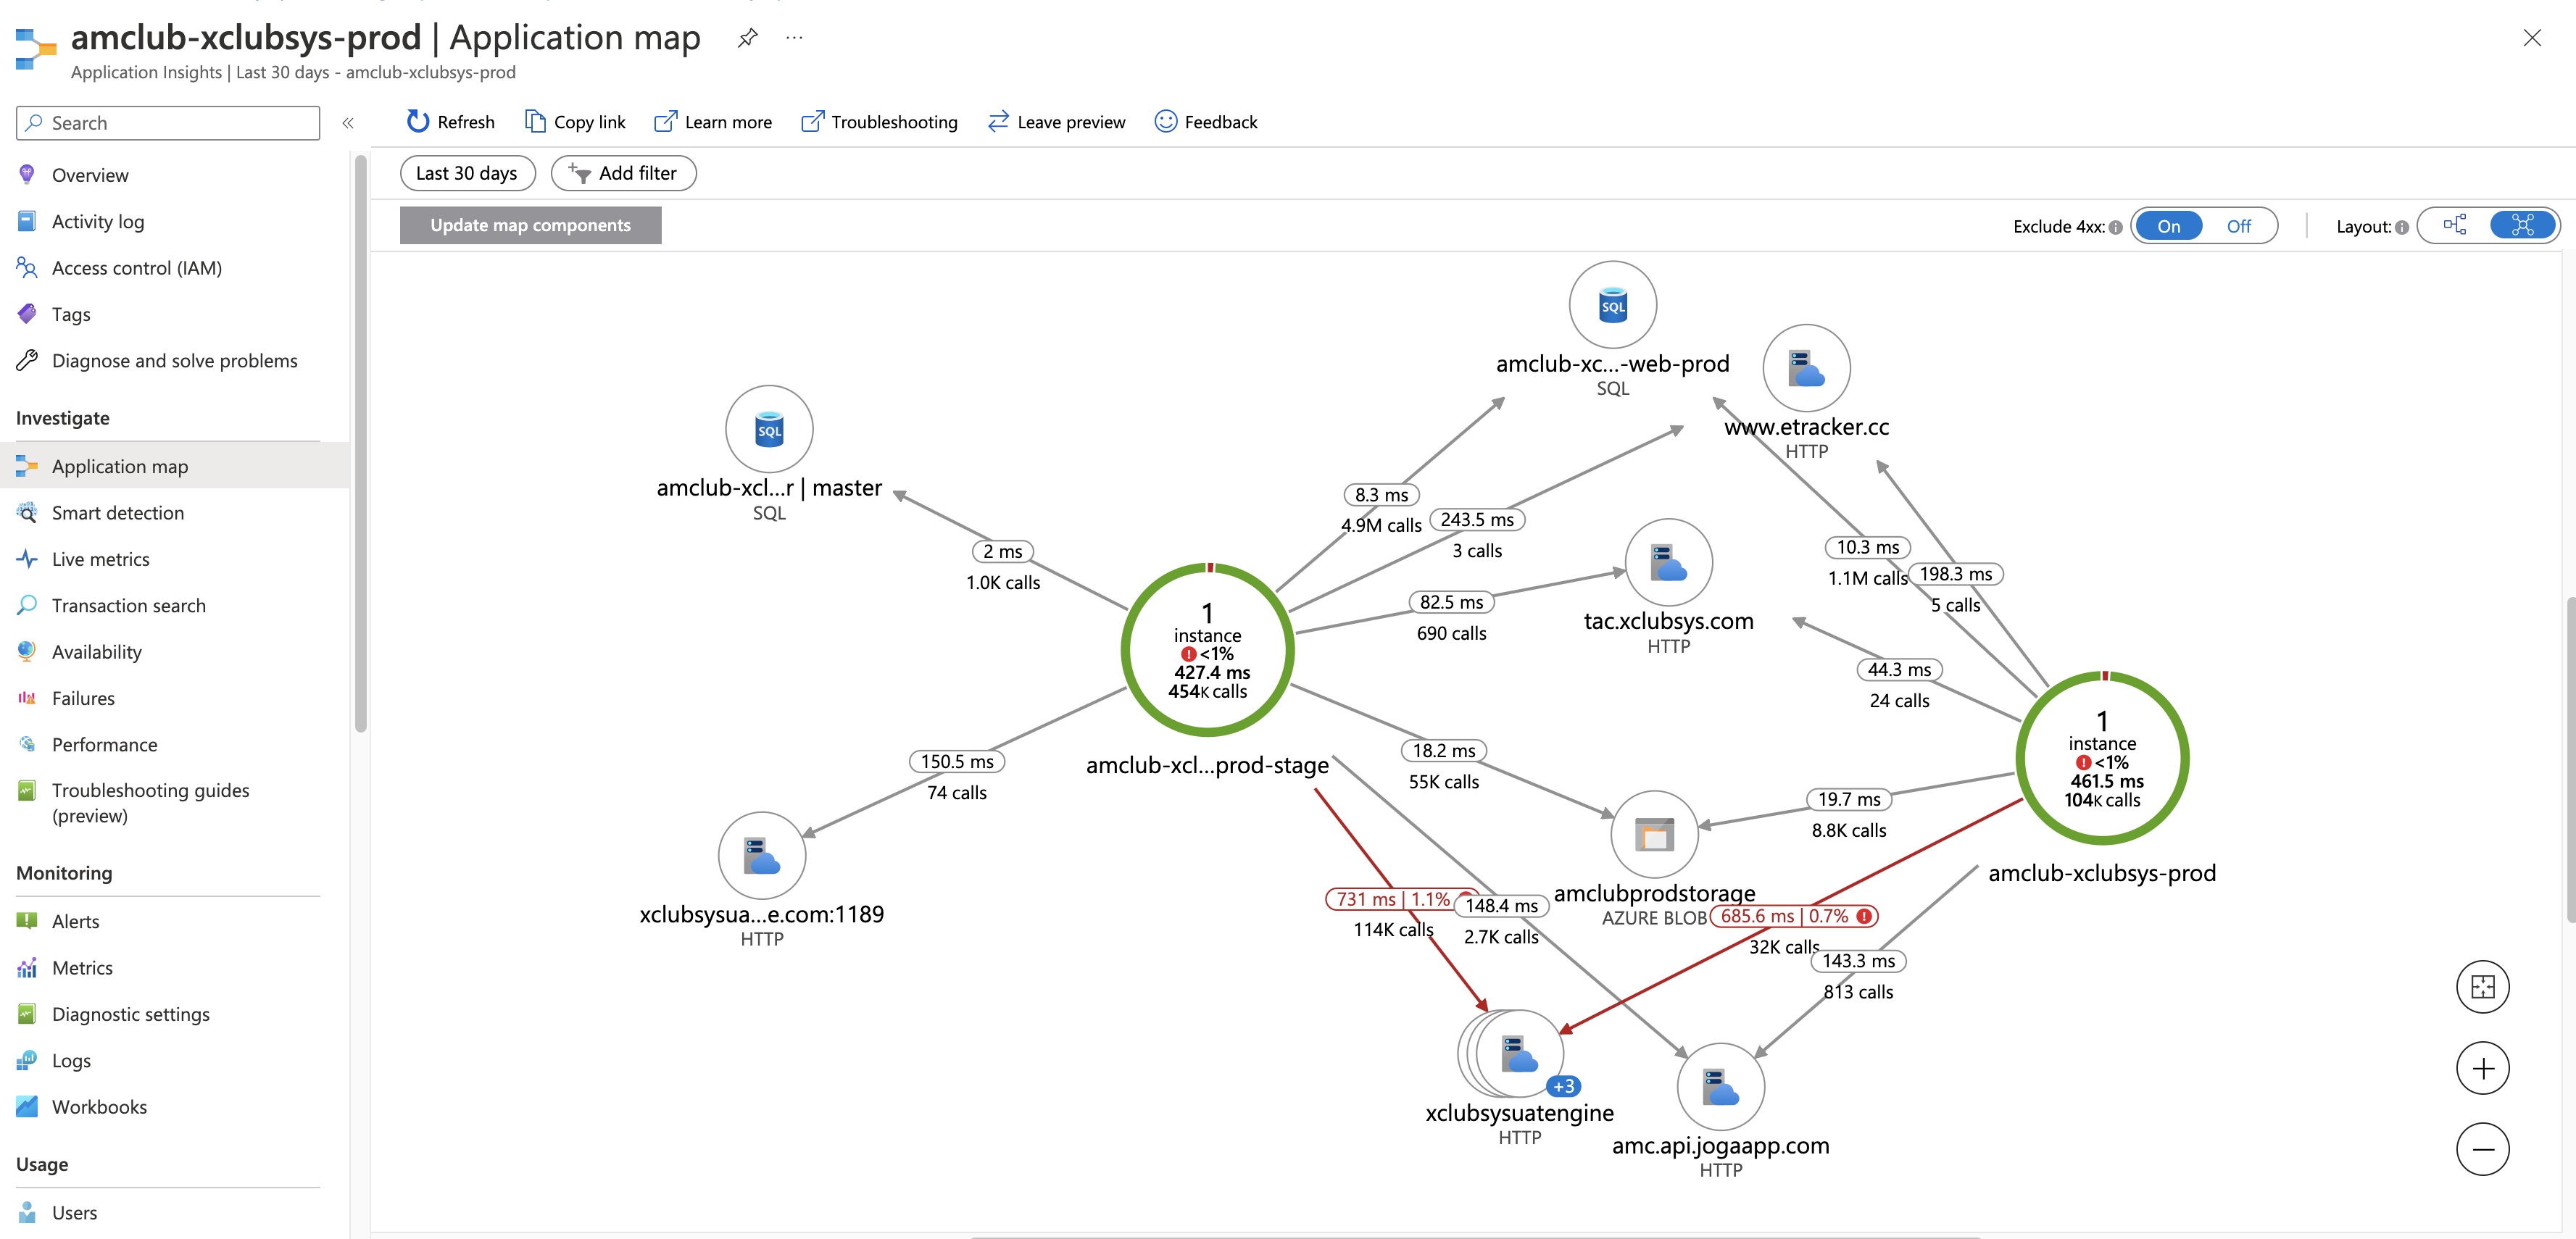 amclub-xclubsys-prod | Application map
Application Insights | Last 30 days - amclub-xclubsys-prod
Search
Refresh
Copy link
Learn more
Troubleshooting
Leave preview
Feedback
Last 30 days
Add filter
Update map components
Exclude 4xx:
On
Off
Layout:
Overview
Activity log
Access control (IAM)
Tags
Diagnose and solve problems
Investigate
Application map
Smart detection
Live metrics
Transaction search
Availability
Failures
Performance
Troubleshooting guides
(preview)
Monitoring
Alerts
Metrics
Diagnostic settings
Logs
Workbooks
Usage
Users
SQL
amclub-xc...-web-prod
SQL
www.etracker.cc
HTTP
SQL
amclub-xcl...r | master
SQL
8.3 ms
4.9M calls
243.5 ms
3 calls
2 ms
1.0K calls
82.5 ms
690 calls
tac.xclubsys.com
HTTP
10.3 ms
1.1M calls
198.3 ms
5 calls
44.3 ms
24 calls
1
instance
<1%
427.4 ms
454K calls
amclub-xcl...prod-stage
1
instance
<1%
461.5 ms
104K calls
amclub-xclubsys-prod
150.5 ms
74 calls
18.2 ms
55K calls
19.7 ms
8.8K calls
xclubsysua...e.com:1189
HTTP
amclubprodstorage
AZURE BLOB
731 ms | 1.1%
114K calls
148.4 ms
2.7K calls
685.6 ms | 0.7%
32K calls
143.3 ms
813 calls
+3
xclubsysuatengine
HTTP
amc.api.jogaapp.com
HTTP